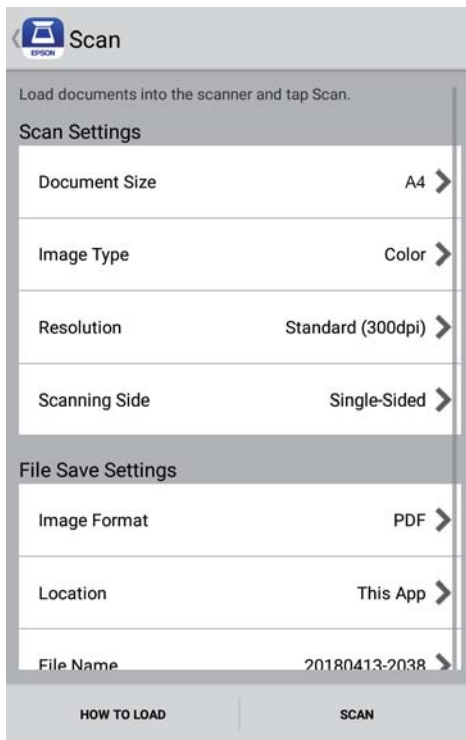 EPSON
Scan
Load documents into the scanner and tap Scan.
Scan Settings
Document Size A4
Image Type Color
Resolution Standard (300dpi)
Scanning Side Single-Sided
File Save Settings
Image Format PDF
Location This App
File Name 20180413-2038
HOW TO LOAD SCAN